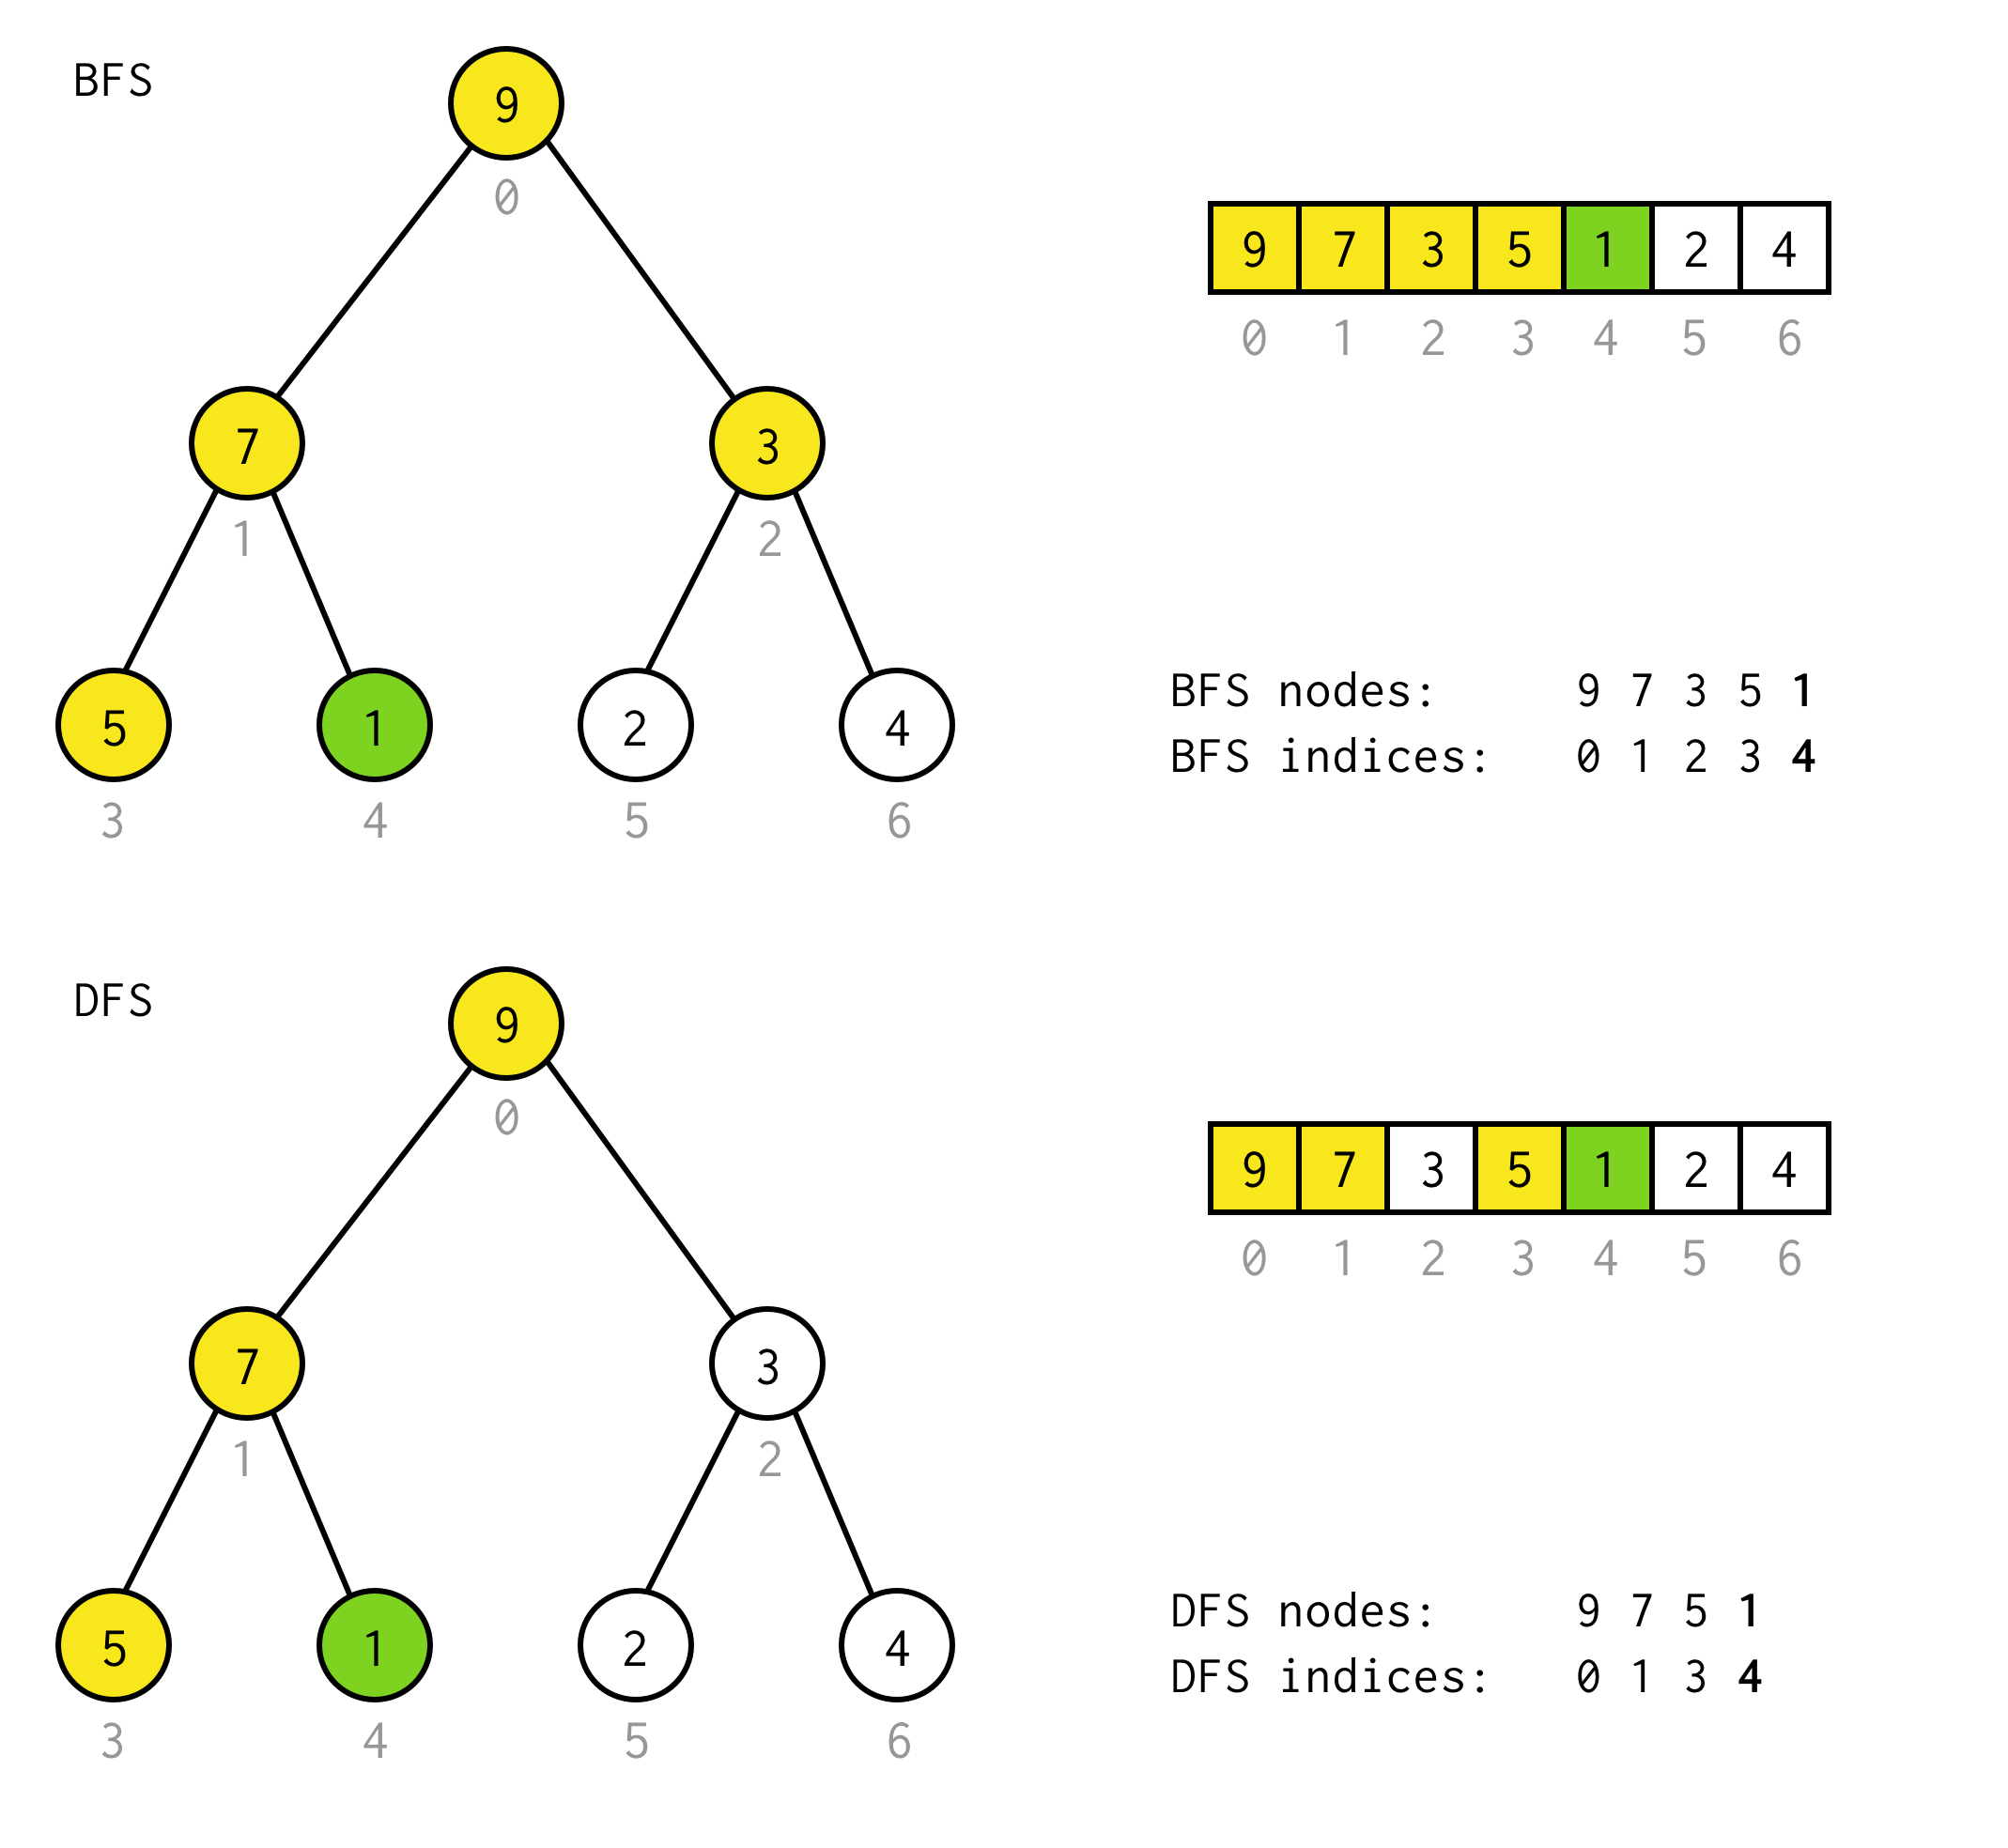 BFS
9
0
9 7 3 5 1 2 4
0 1 2 3 4 5 6
7 3
1 2
5 1 2 4
3 4 5 6
BFS nodes: 9 7 3 5 1
BFS indices: 0 1 2 3 4
DFS
9
0
9 7 3 5 1 2 4
0 1 2 3 4 5 6
7 3
1 2
5 1 2 4
3 4 5 6
DFS nodes: 9 7 5 1
DFS indices: 0 1 3 4